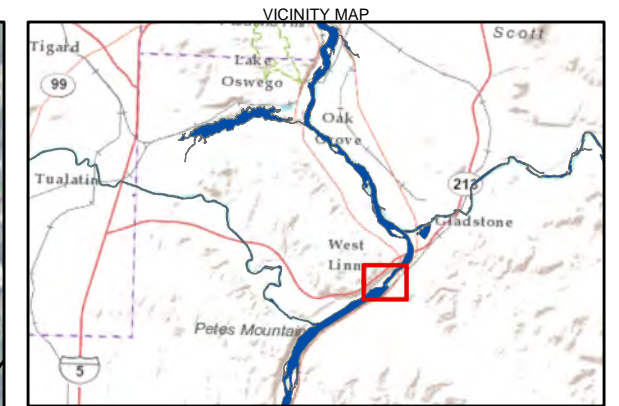 VICINITY MAP
Scott
Tigard
Lake
Oswego
99
Oak
Grove
Tualatin
213
Gladstone
West
Linn
Petes Mountain
5